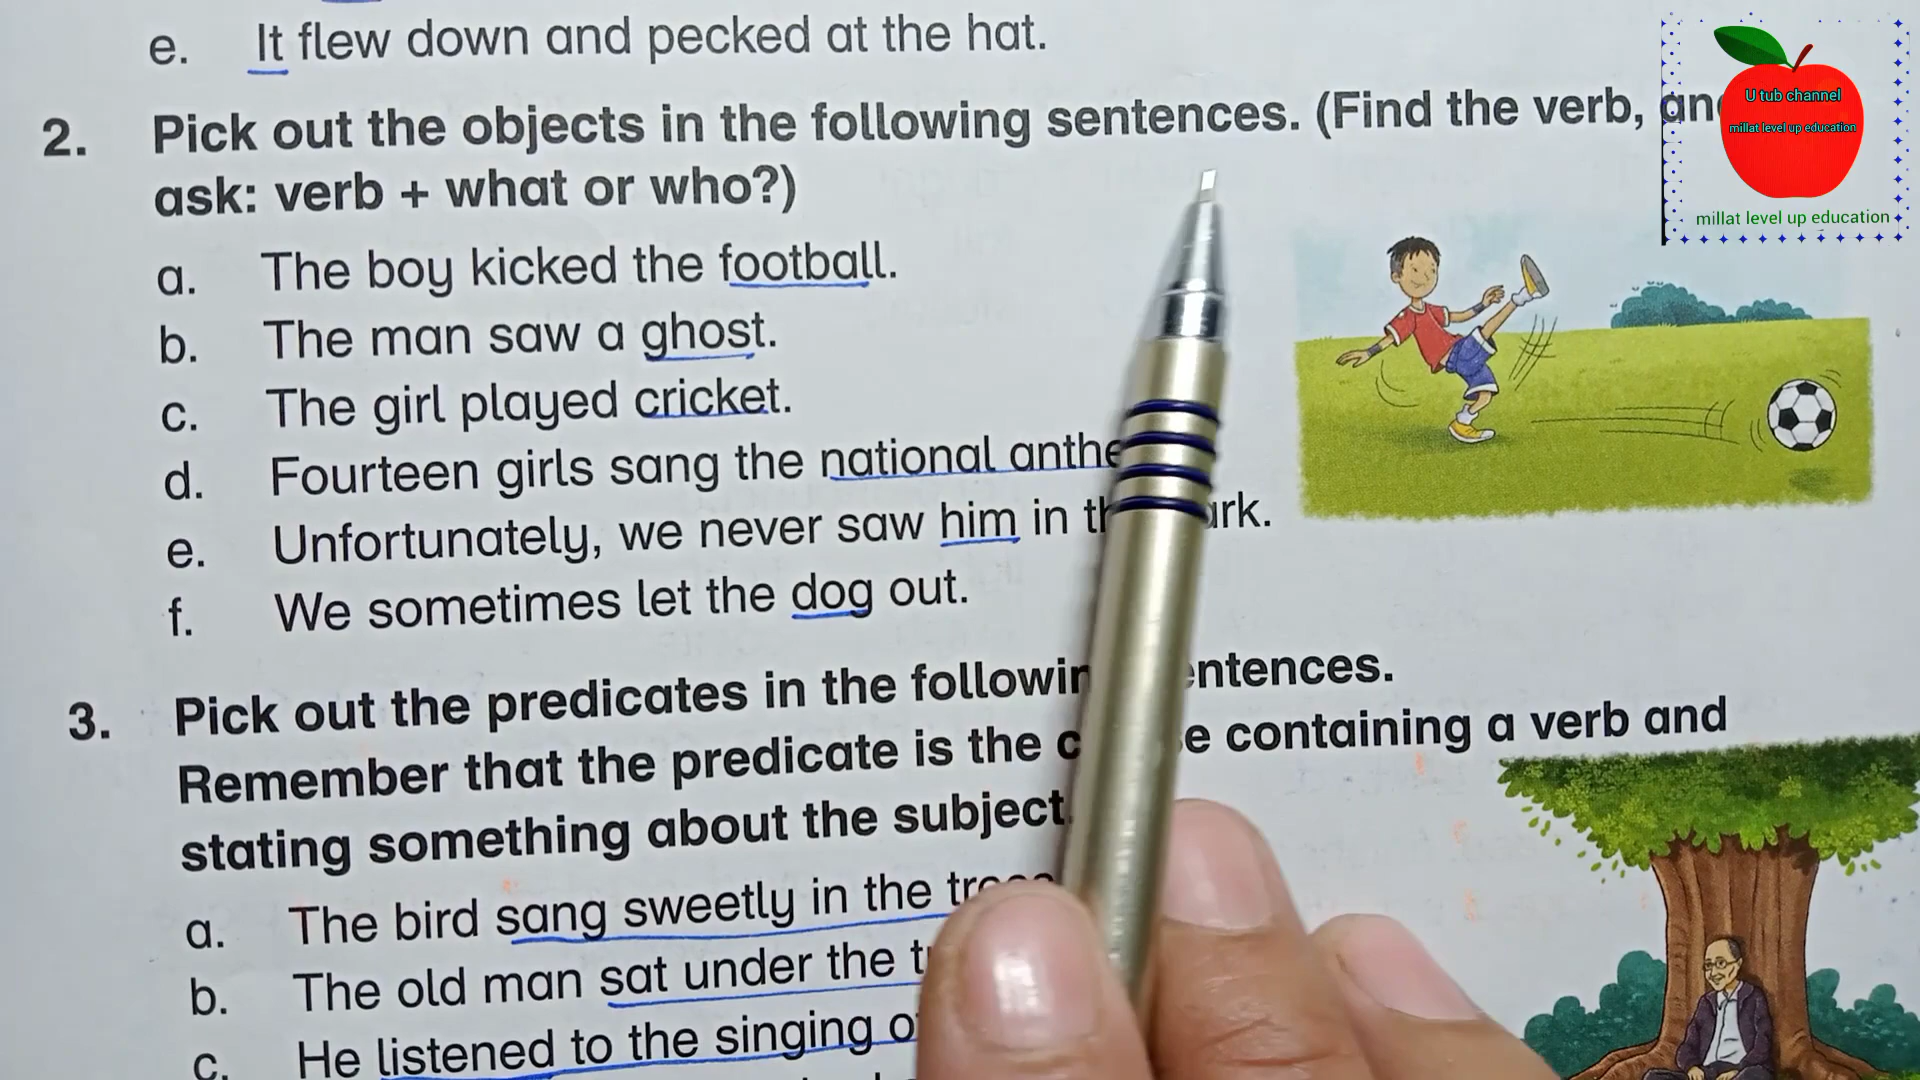 e. It flew down and pecked at the hat.
2. Pick out the objects in the following sentences. (Find the verb,
ask: verb + what or who?)
a. The boy kicked the football.
b. The man saw a ghost.
c. The girl played cricket.
d. Fourteen girls sang the national
e. Unfortunately, we never saw him in
f. We sometimes let the dog out.
3. Pick out the predicates in the
Remember that the predicate is the containing a verb and
stating something about the subject
a. The bird sang sweetly in the
b. The old man sat under the
c. He listened to the singing
U tub channel
millat level up education
millat level up education